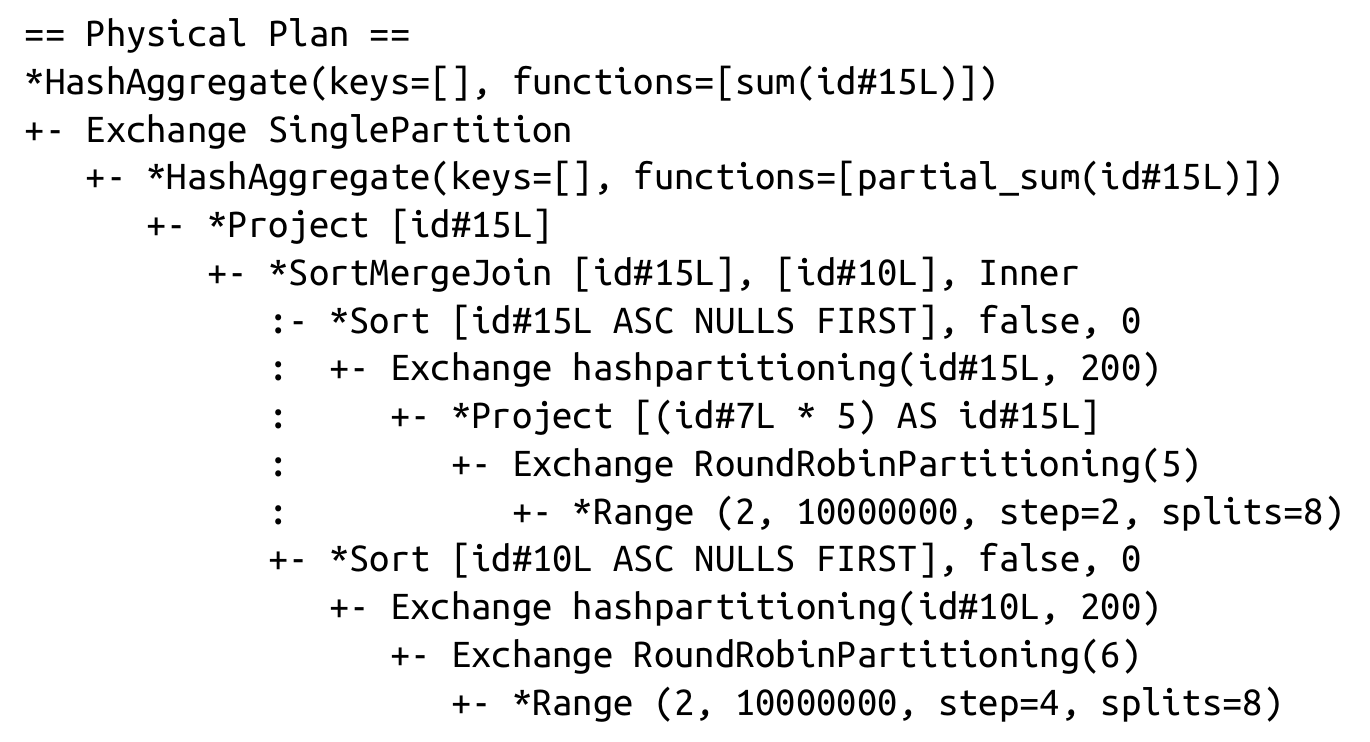 == Physical Plan ==
*HashAggregate(keys=[], functions=[sum(id#15L)])
+- Exchange SinglePartition
   +- *HashAggregate(keys=[], functions=[partial_sum(id#15L)])
      +- *Project [id#15L]
         +- *SortMergeJoin [id#15L], [id#10L], Inner
            :- *Sort [id#15L ASC NULLS FIRST], false, 0
            :  +- Exchange hashpartitioning(id#15L, 200)
            :     +- *Project [(id#7L * 5) AS id#15L]
            :        +- Exchange RoundRobinPartitioning(5)
            :           +- *Range (2, 10000000, step=2, splits=8)
            +- *Sort [id#10L ASC NULLS FIRST], false, 0
               +- Exchange hashpartitioning(id#10L, 200)
                  +- Exchange RoundRobinPartitioning(6)
                     +- *Range (2, 10000000, step=4, splits=8)